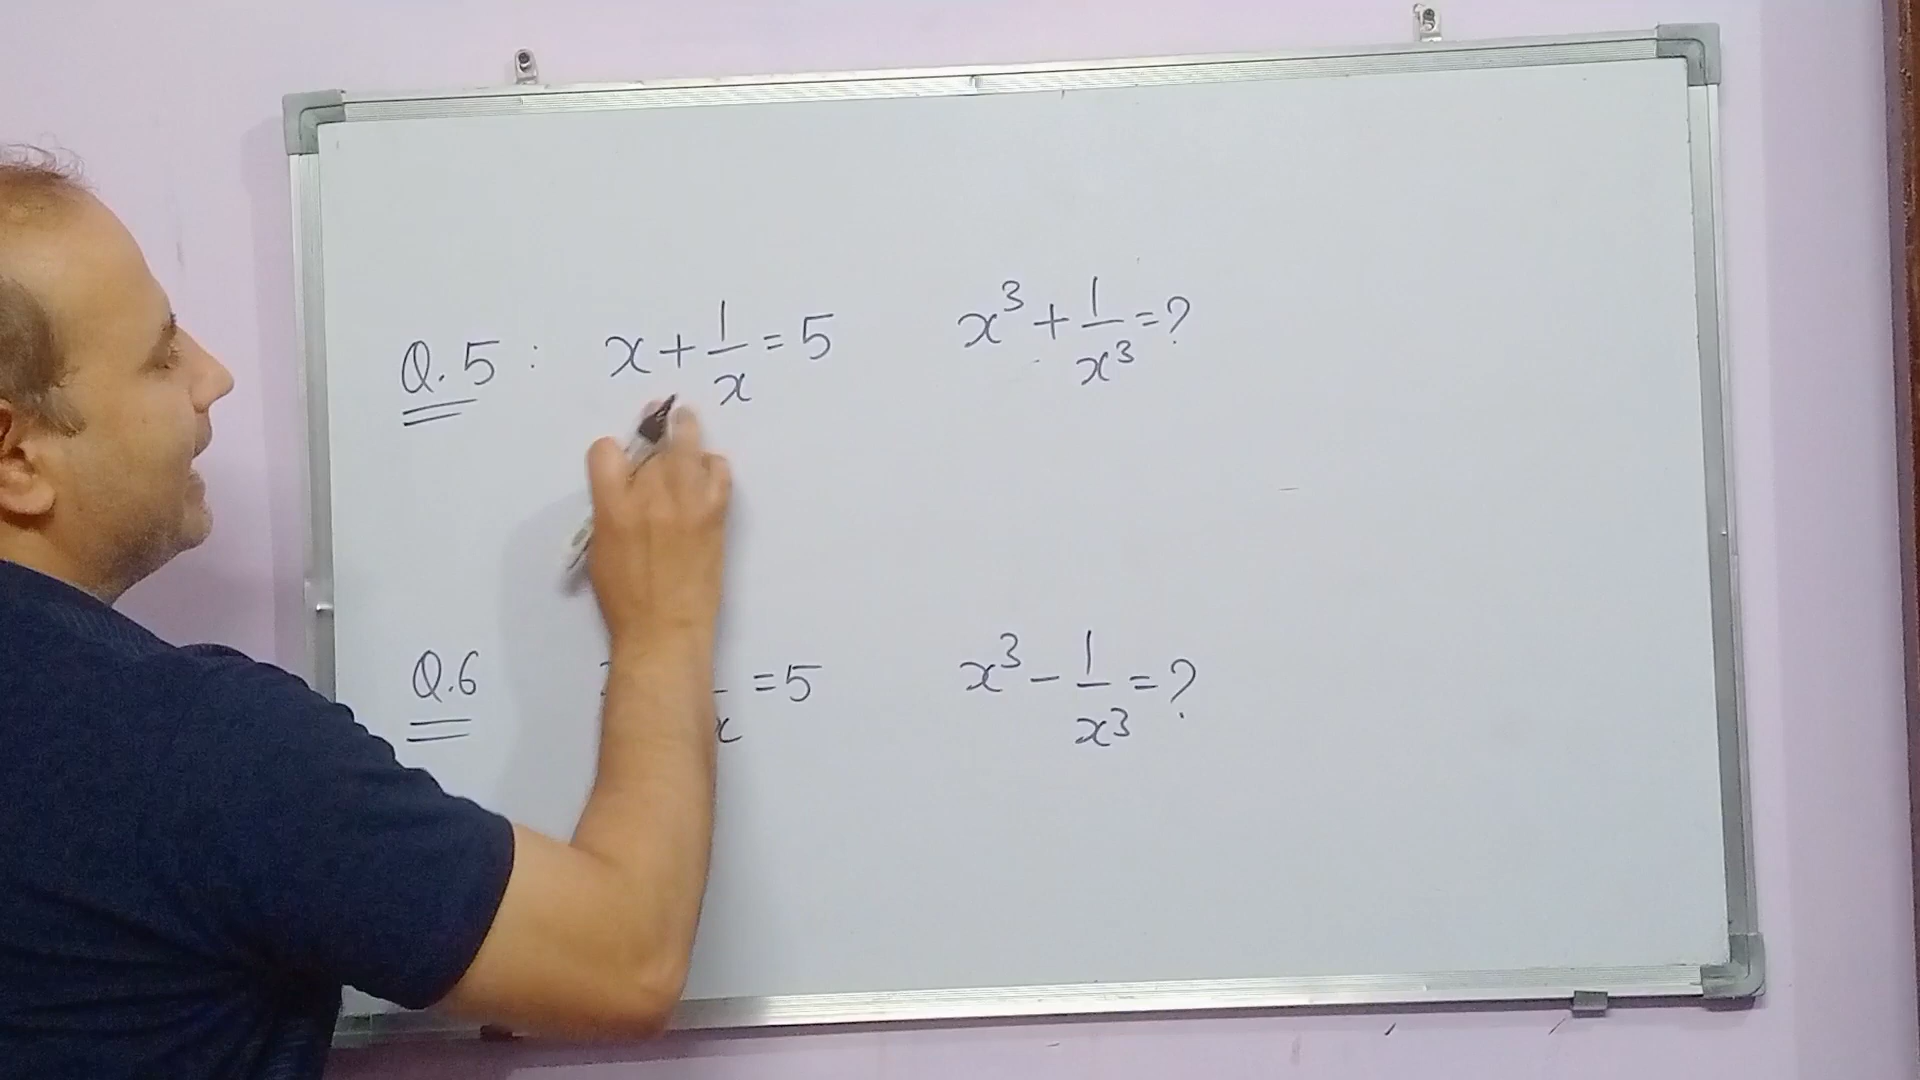 Q.5 : x + 1/x = 5 x³ + 1/x³ = ?
Q.6 /x = 5 x³ - 1/x³ = ?